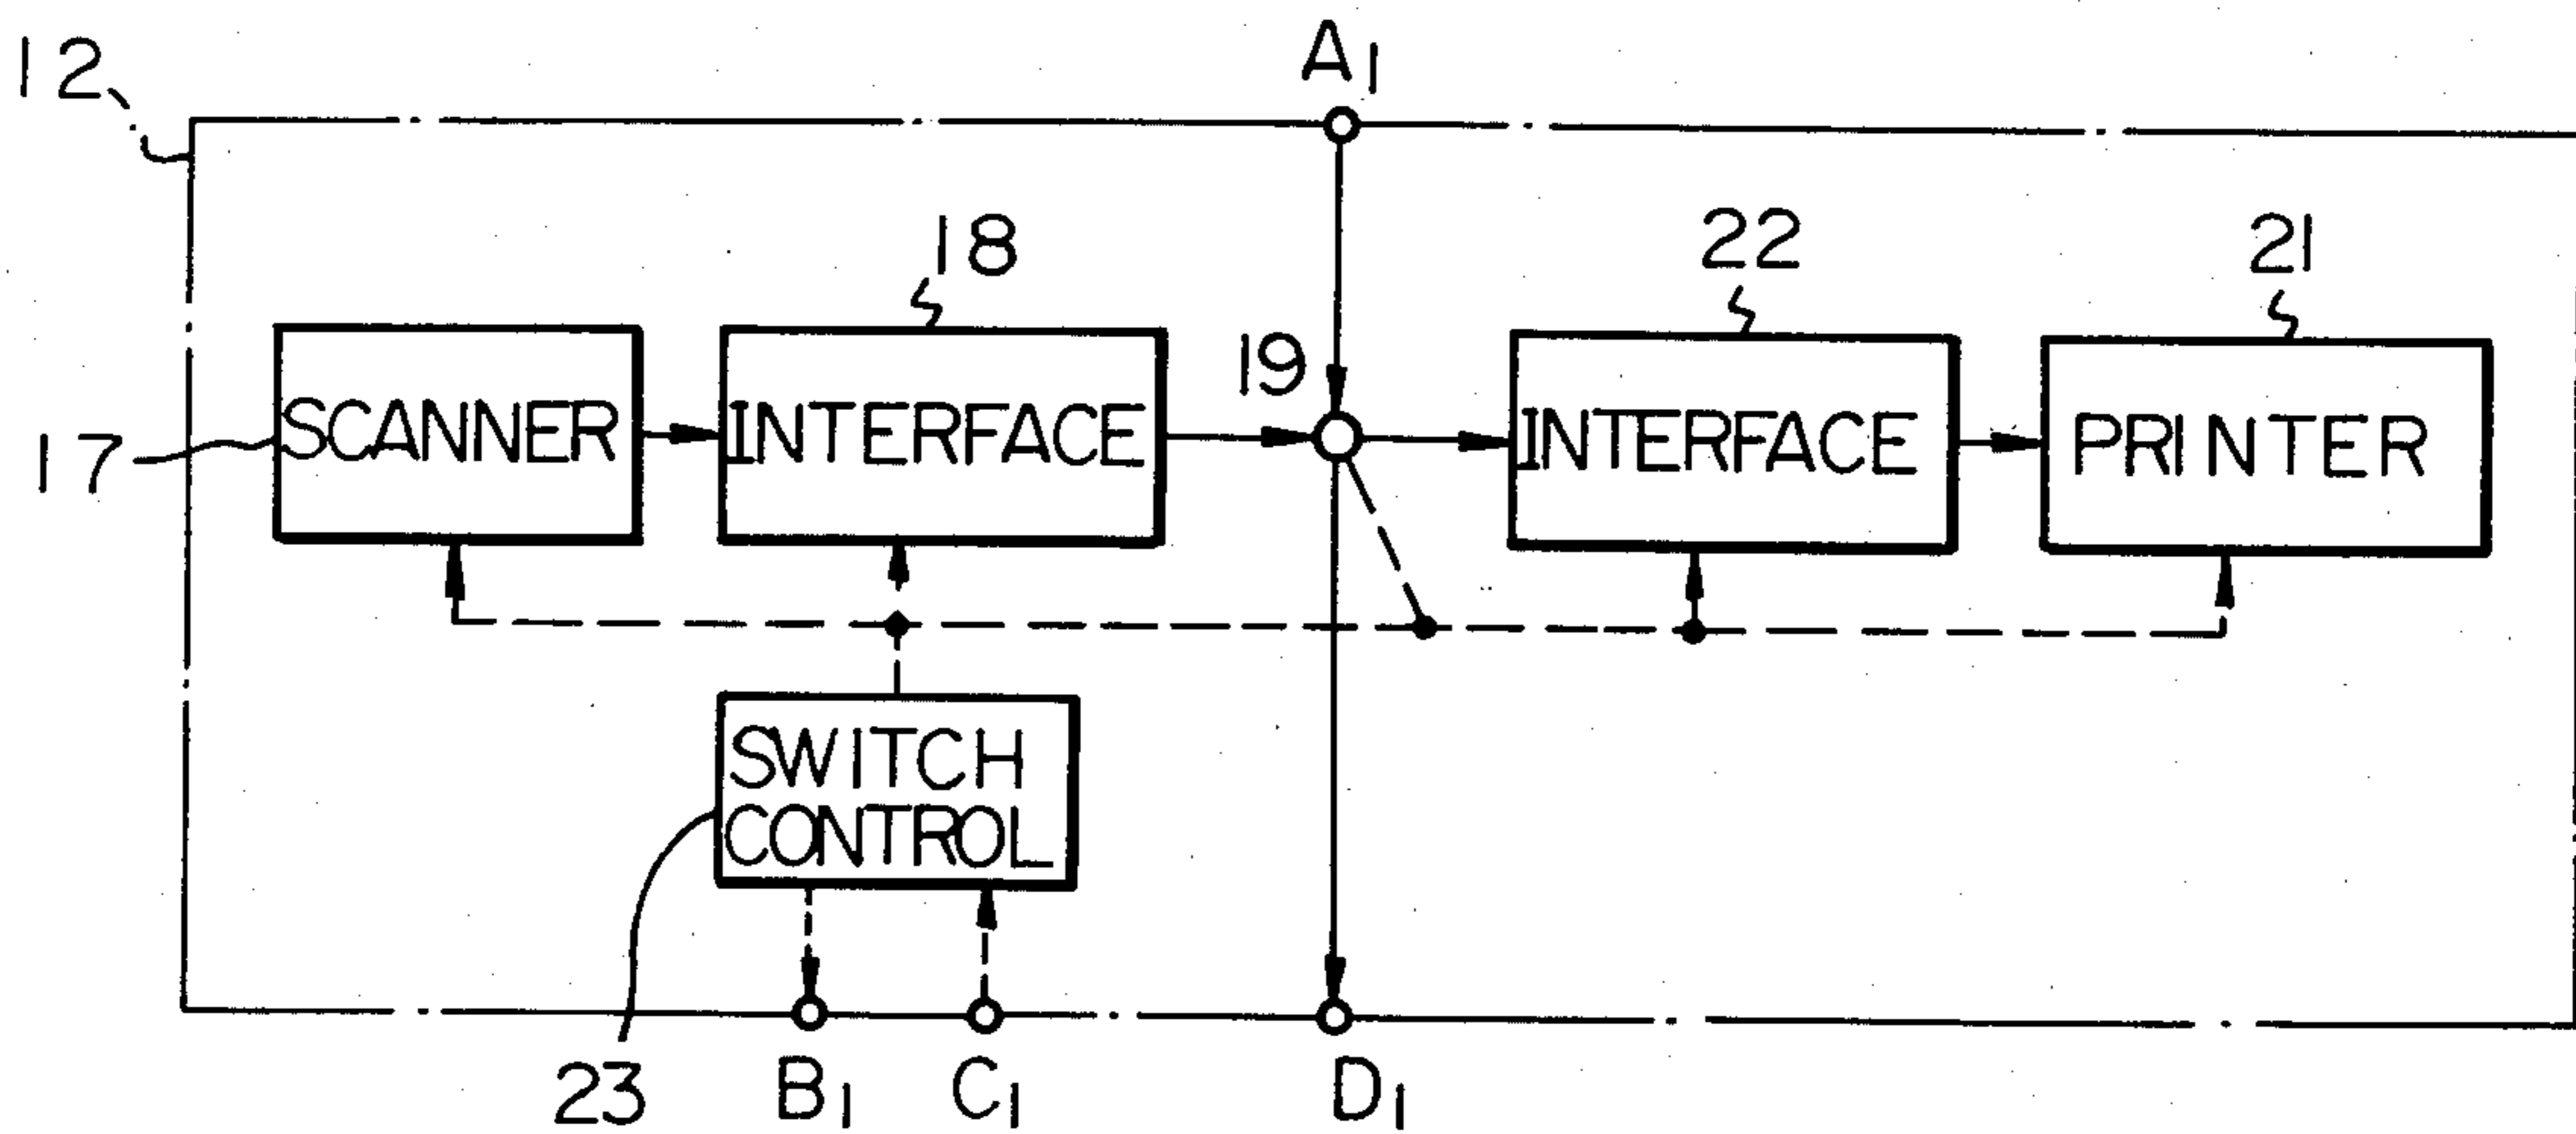 12
A1
18
22
21
19
17
SCANNER
INTERFACE
INTERFACE
PRINTER
SWITCH
CONTROL
23
B1
C1
D1